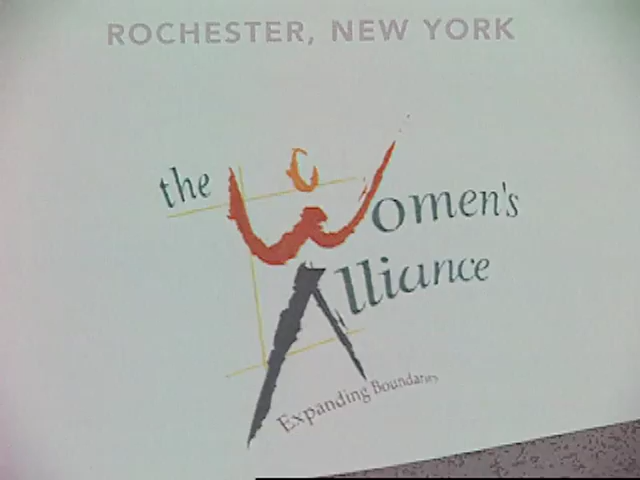 ROCHESTER, NEW YORK
the Women's
Alliance
Expanding Boundaries